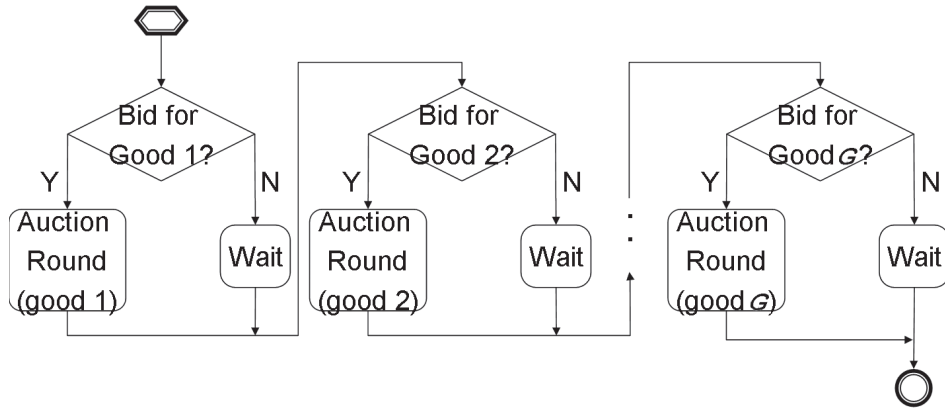 Bid for
Good 1?
Y
N
Auction
Round
(good 1)
Wait
Bid for
Good 2?
Y
N
Auction
Round
(good 2)
Wait
Bid for
Good G?
Y
N
Auction
Round
(good G)
Wait